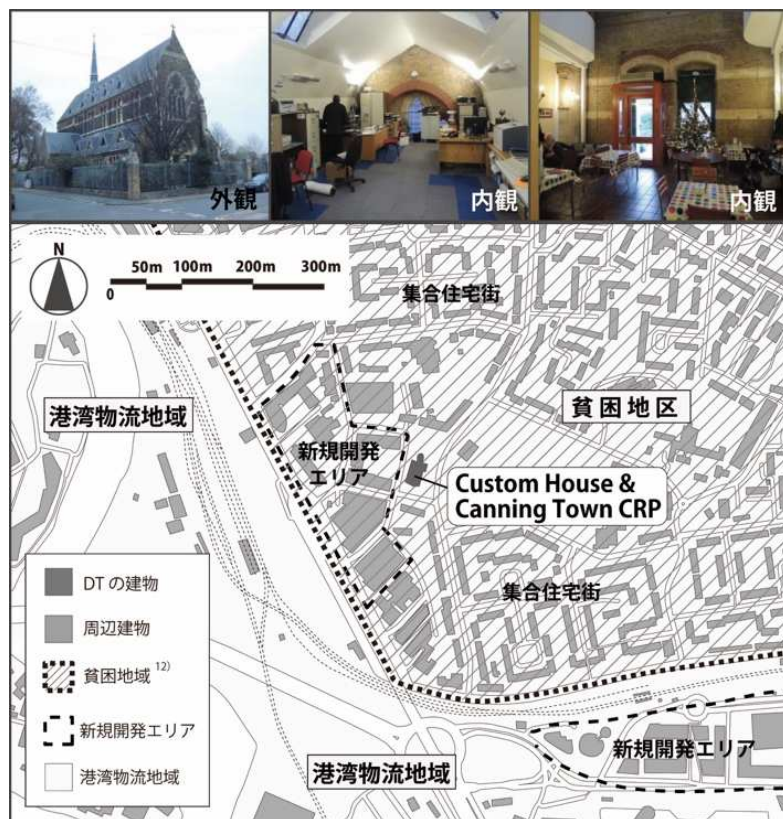 外観
内観
内観
N
50m 100m 200m 300m
0
集合住宅街
港湾物流地域
貧困地区
新規開発
エリア
Custom House &
Canning Town CRP
集合住宅街
DTの建物
周辺建物
貧困地域 12)
新規開発エリア
港湾物流地域
港湾物流地域
新規開発エリア